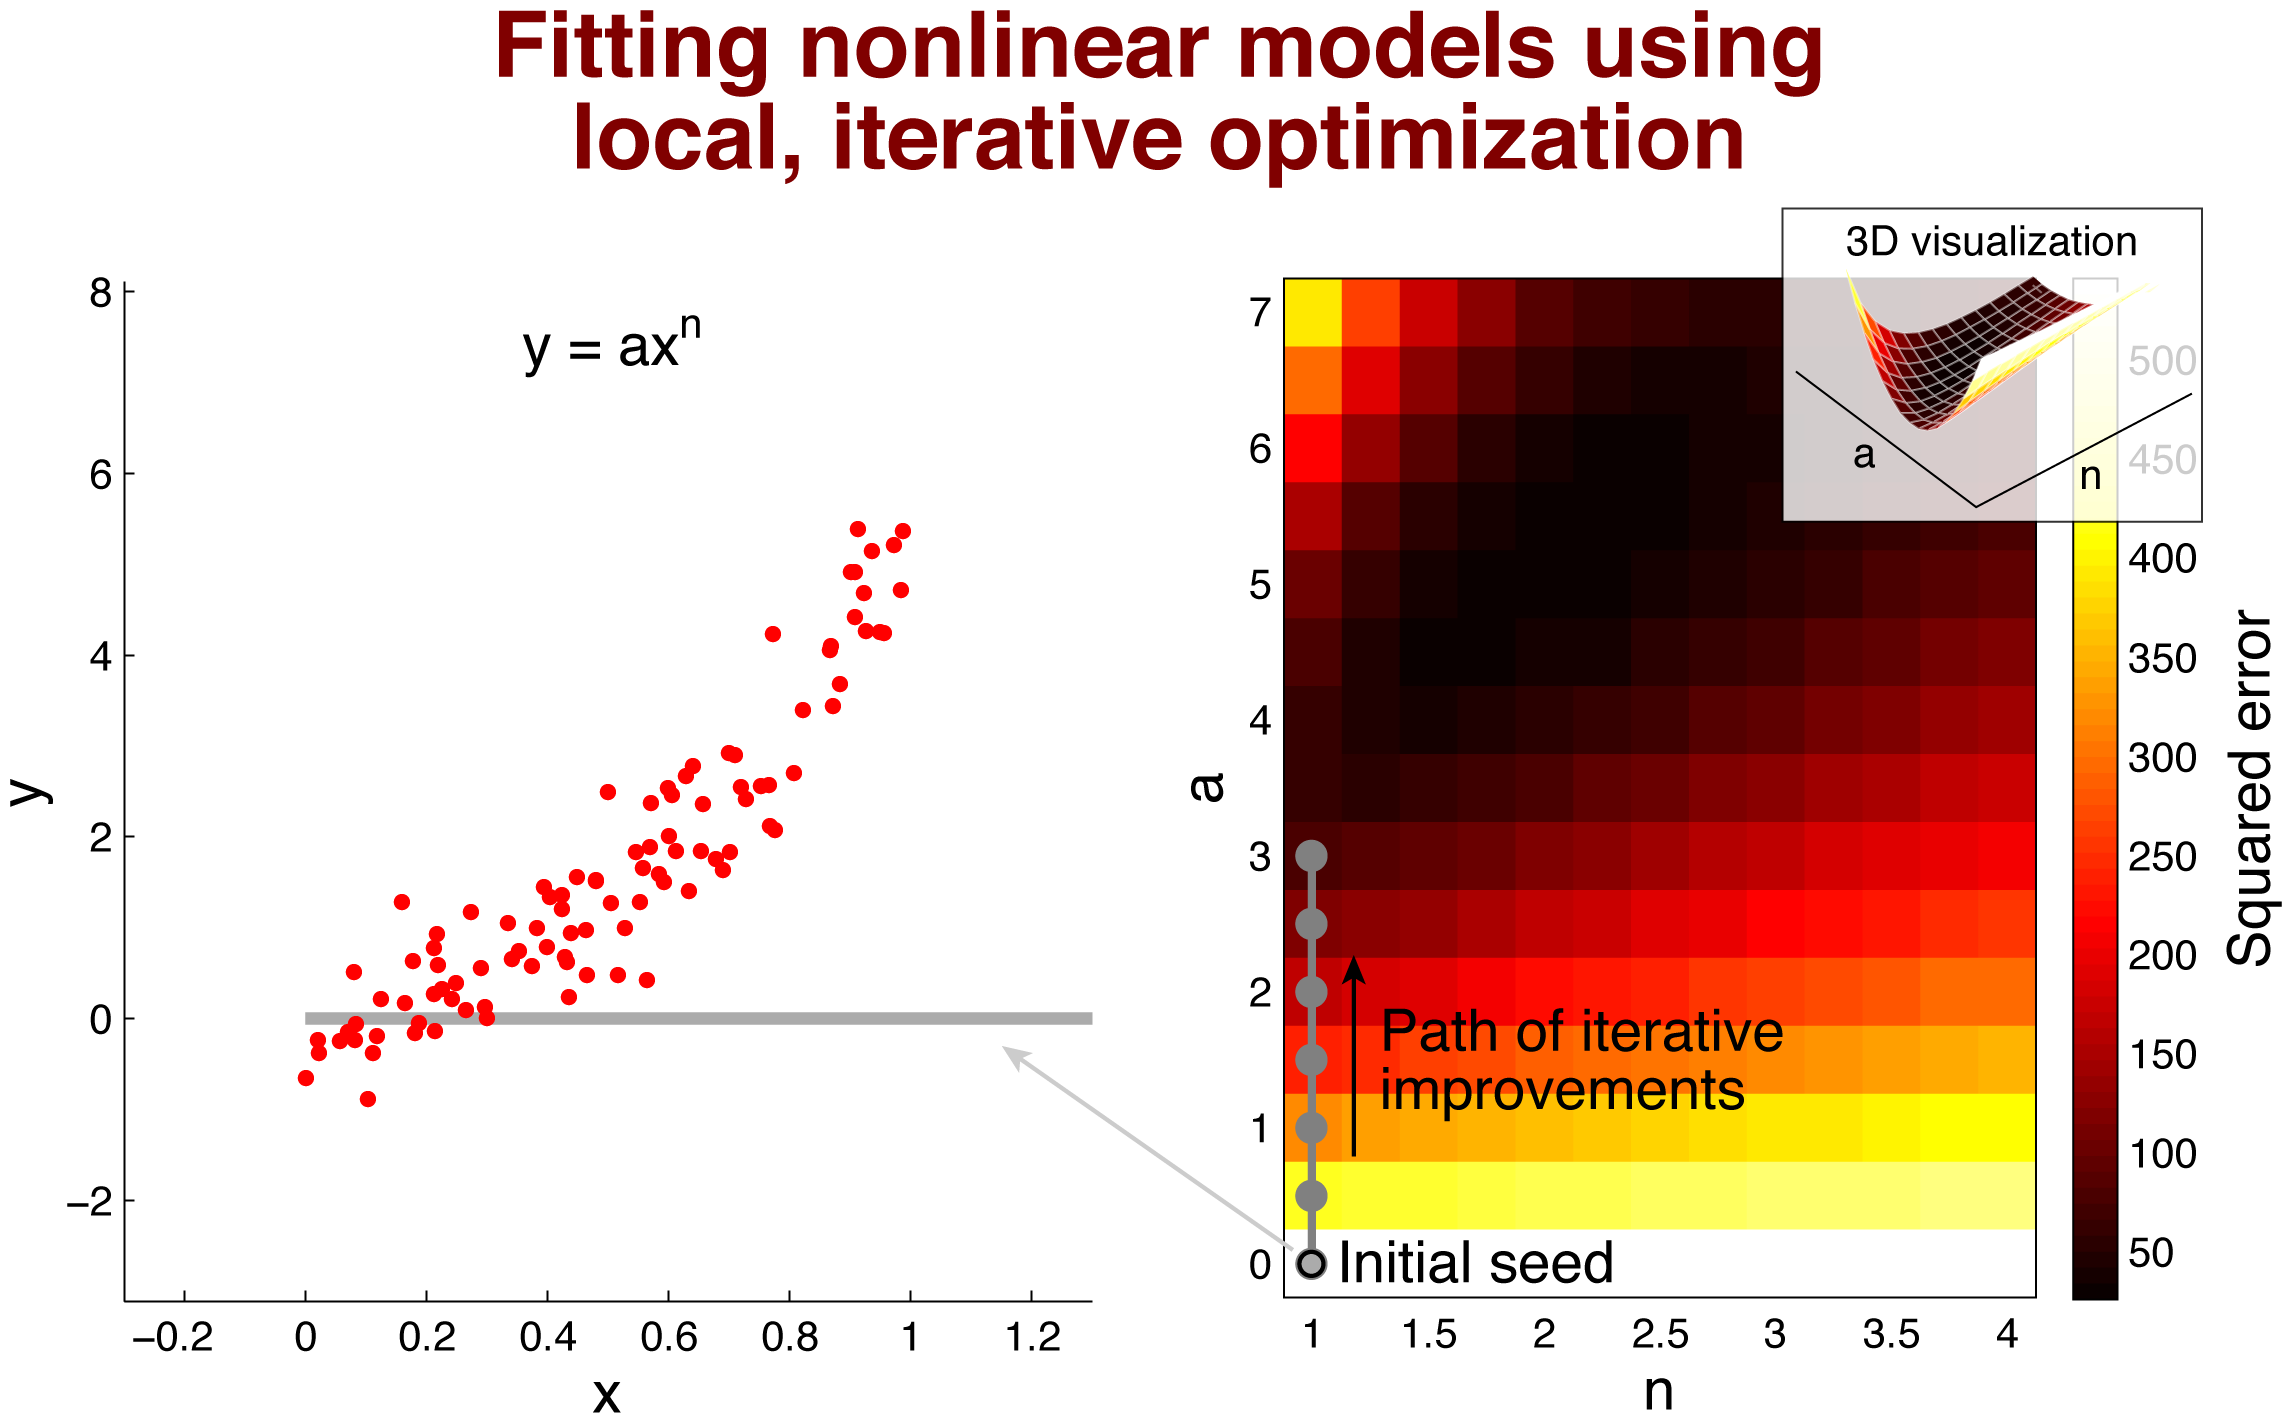 Fitting nonlinear models using
local, iterative optimization
y = axⁿ
8
6
4
2
0
−2
y
−0.2 0 0.2 0.4 0.6 0.8 1 1.2
x
3D visualization
a
n
7
6
5
4
3
2
1
0
a
Path of iterative
improvements
Initial seed
1 1.5 2 2.5 3 3.5 4
n
500
450
400
350
300
250
200
150
100
50
Squared error